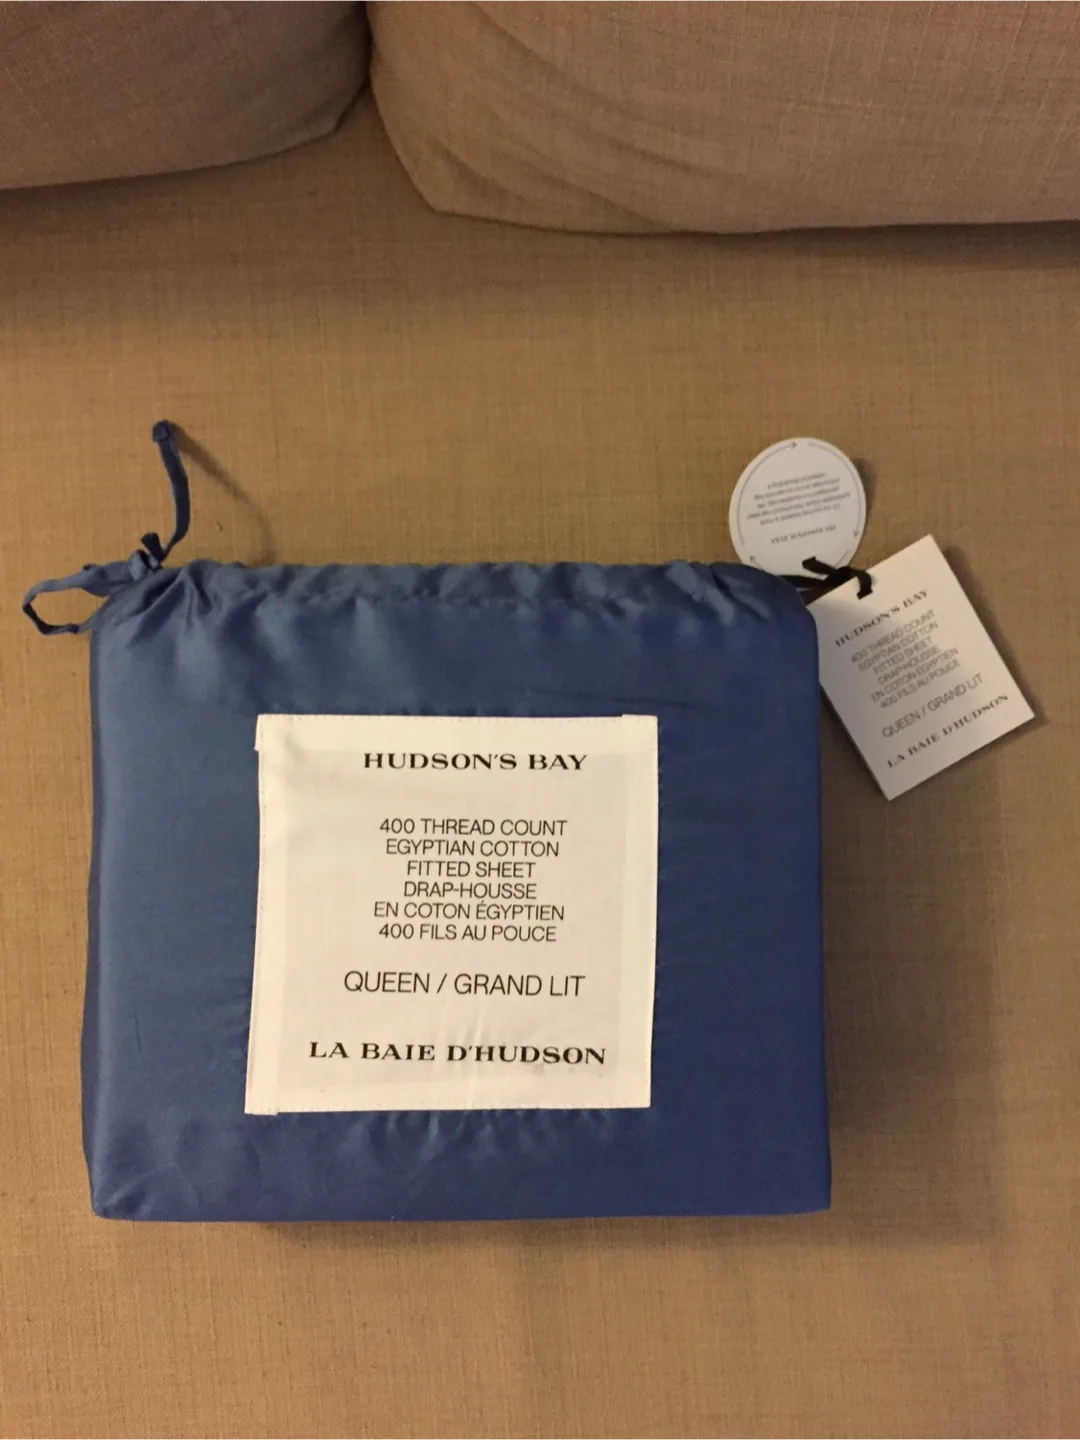 HUDSON'S BAY
400 THREAD COUNT
EGYPTIAN COTTON
FITTED SHEET
DRAP-HOUSSE
EN COTON ÉGYPTIEN
400 FILS AU POUCE
QUEEN / GRAND LIT
LA BAIE D'HUDSON
HUDSON'S BAY
HUDSON'S BAY
400 THREAD COUNT
EGYPTIAN COTTON
FITTED SHEET
DRAP-HOUSSE
EN COTON ÉGYPTIEN
400 FILS AU POUCE
QUEEN / GRAND LIT
LA BAIE D'HUDSON